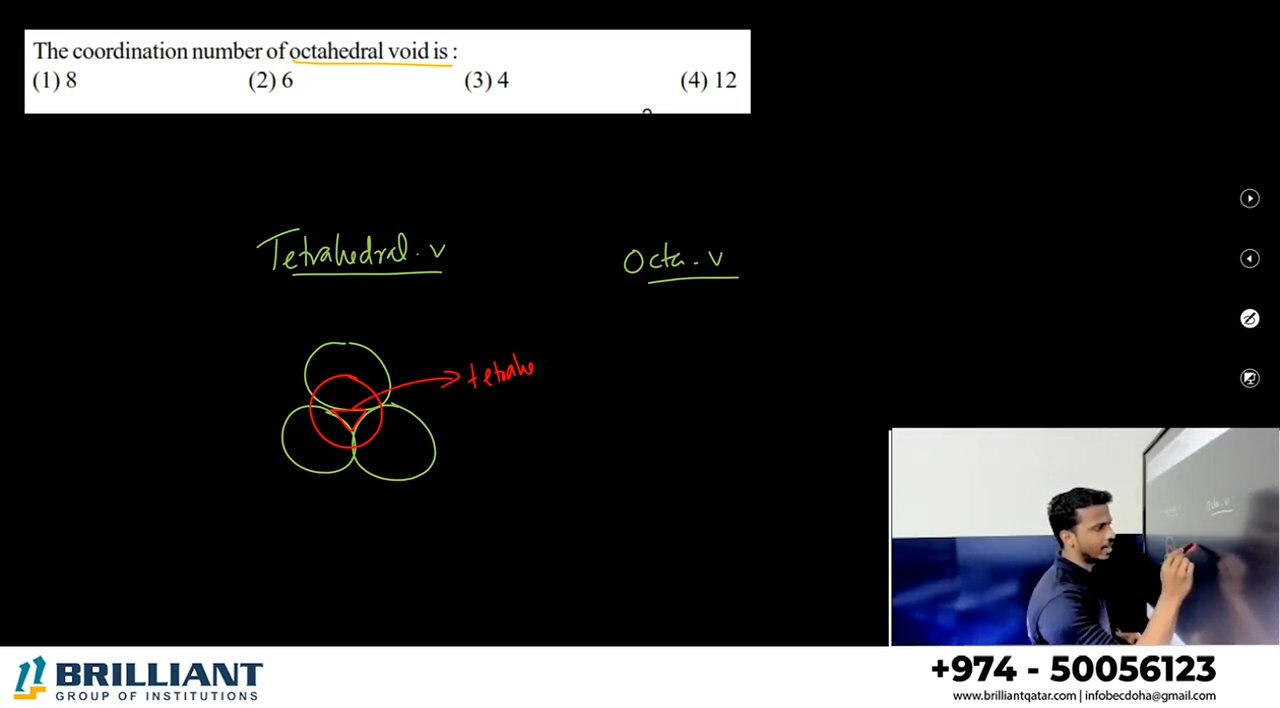 The coordination number of octahedral void is :
(1) 8 (2) 6 (3) 4 (4) 12
Tetrahedral. v
Octa. v
tetrahe
Octa. v
BRILLIANT
GROUP OF INSTITUTIONS
+974 - 50056123
www.brilliantqatar.com | infobecdoha@gmail.com